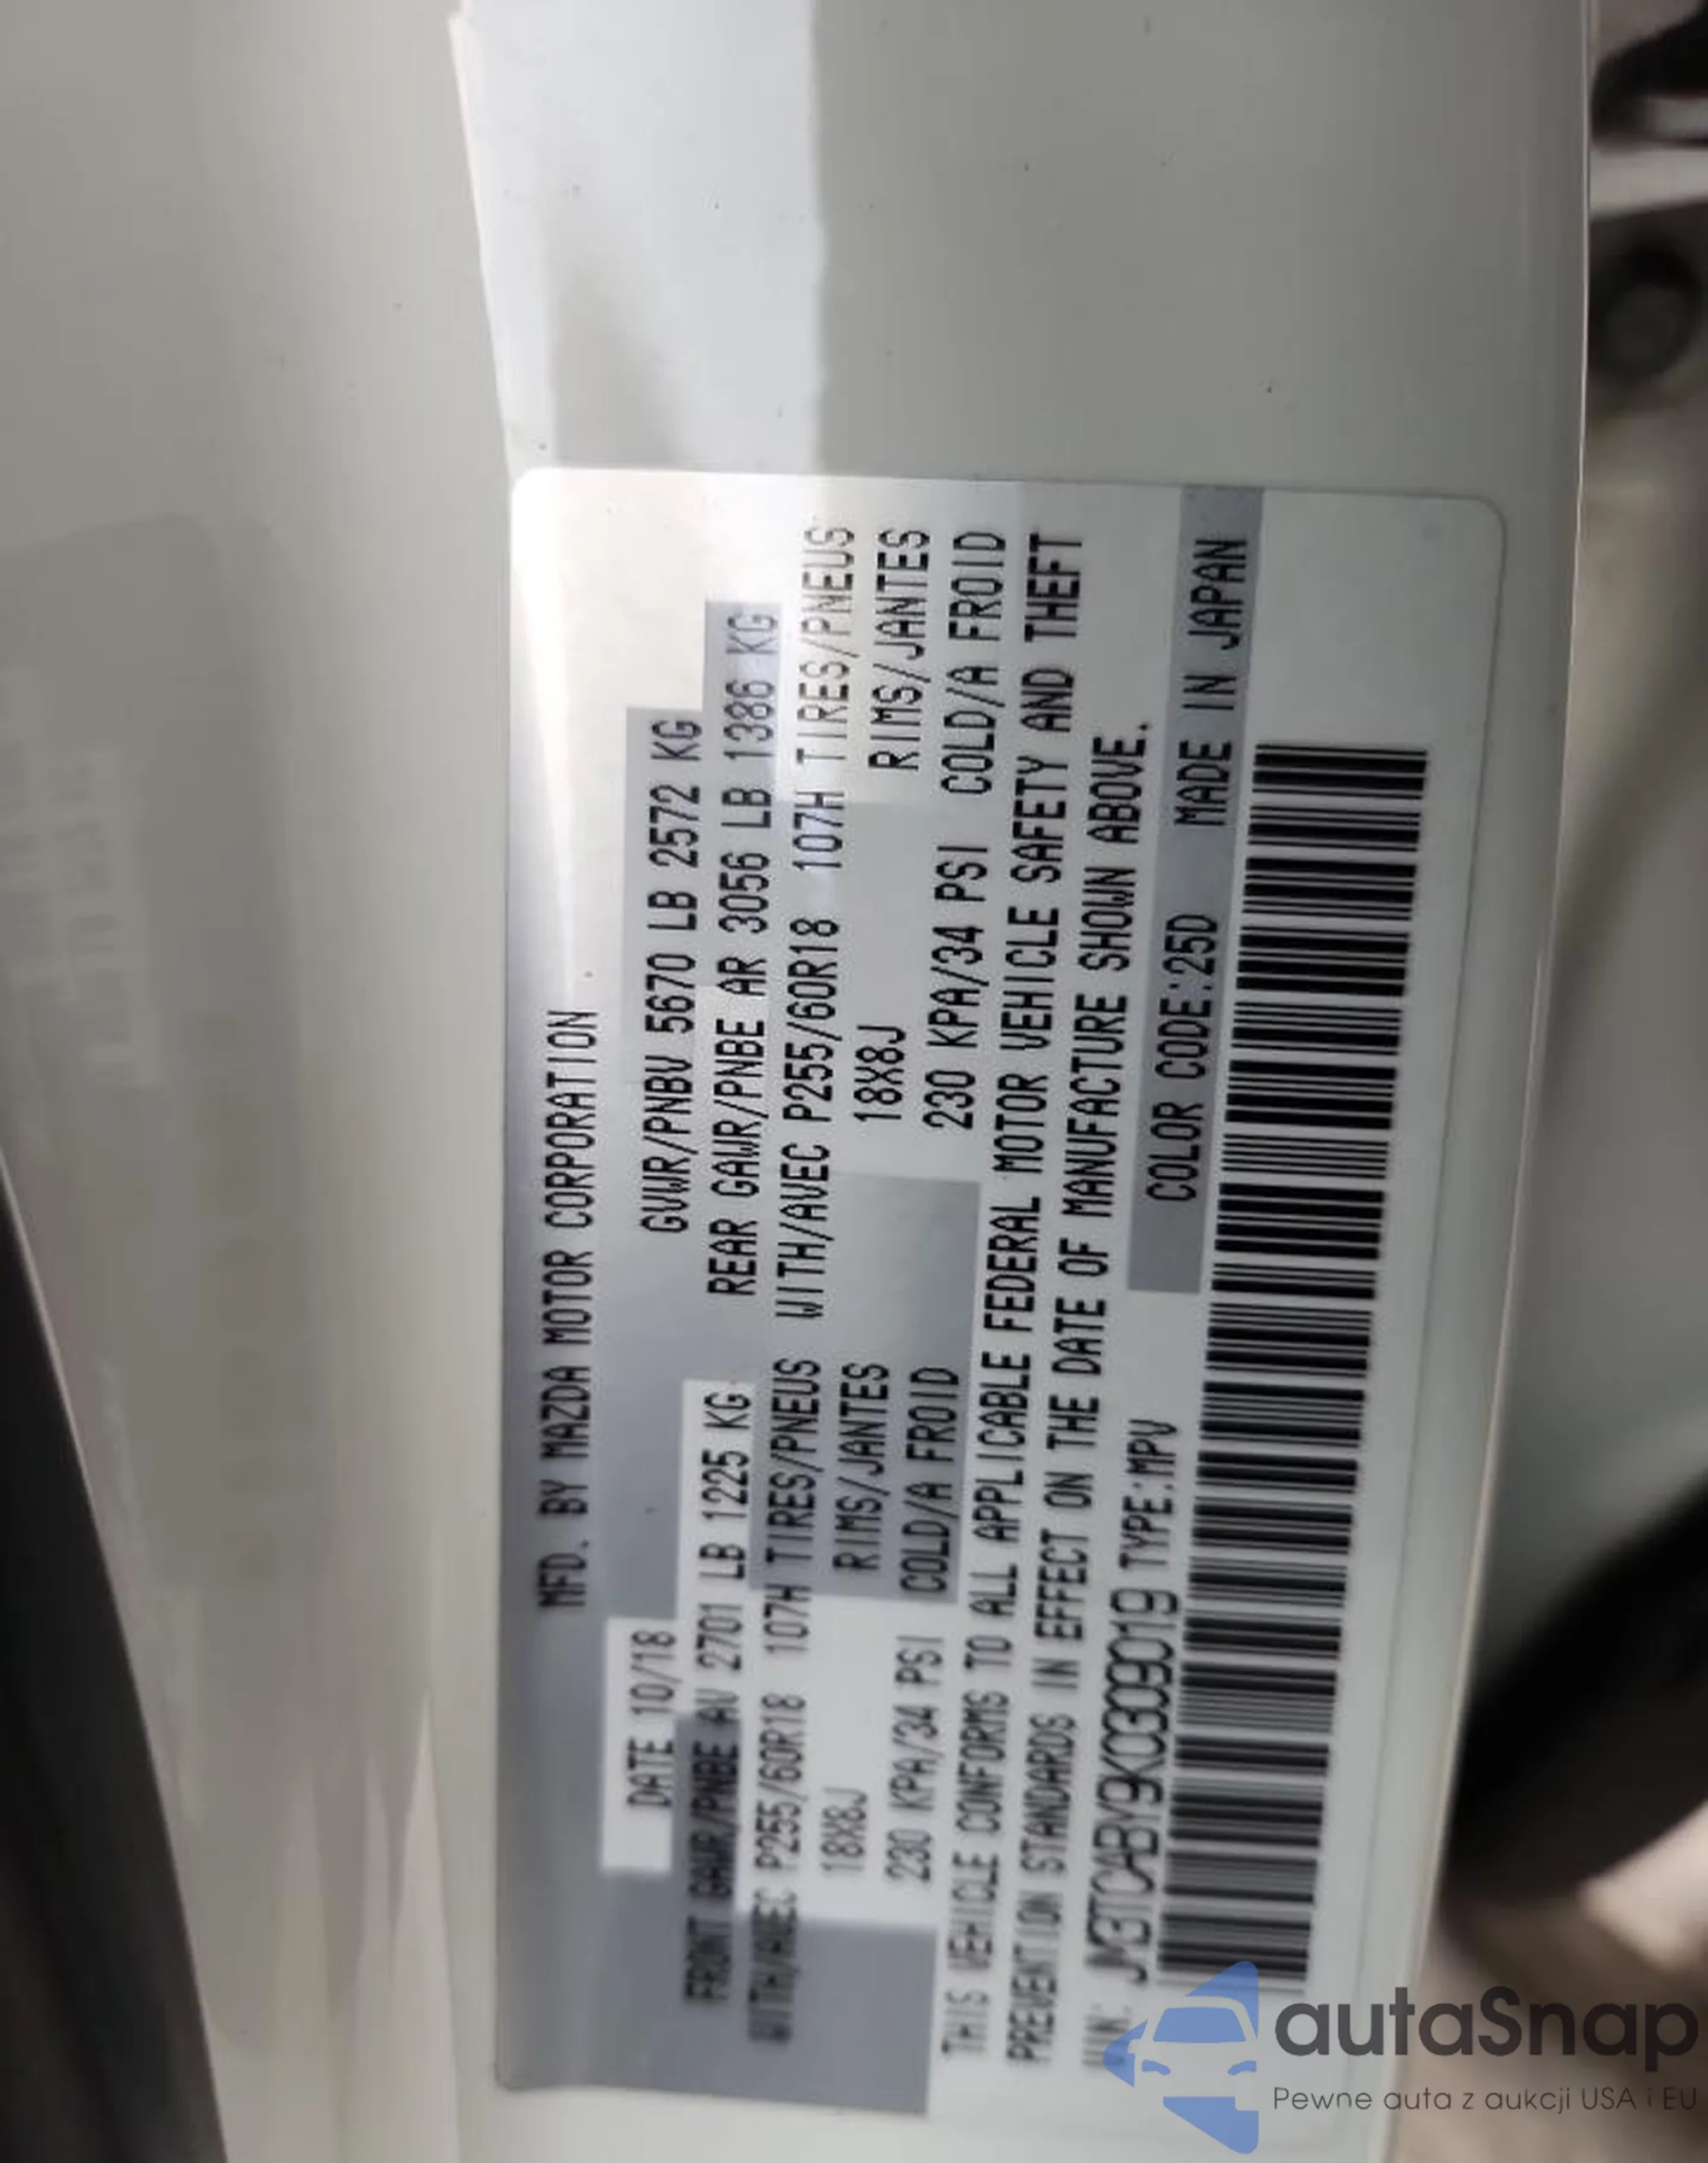 MFD. BY MAZDA MOTOR CORPORATION
DATE 10/18 GVWR/PNBV 5670 LB 2572 KG
FRONT GAWR/PNBE AV 2701 LB 1225 KG REAR GAWR/PNBE AR 3056 LB 1386 KG
WITH/AVEC P255/60R18 107H TIRES/PNEUS WITH/AVEC P255/60R18 107H TIRES/PNEUS
18X8J RIMS/JANTES 18X8J RIMS/JANTES
230 KPA/34 PSI COLD/A FROID 230 KPA/34 PSI COLD/A FROID
THIS VEHICLE CONFORMS TO ALL APPLICABLE FEDERAL MOTOR VEHICLE SAFETY AND THEFT
PREVENTION STANDARDS IN EFFECT ON THE DATE OF MANUFACTURE SHOWN ABOVE.
VIN: JM3TCABY9K0309019 TYPE:MPV COLOR CODE:25D MADE IN JAPAN
autaSnap
Pewne auta z aukcji USA i EU